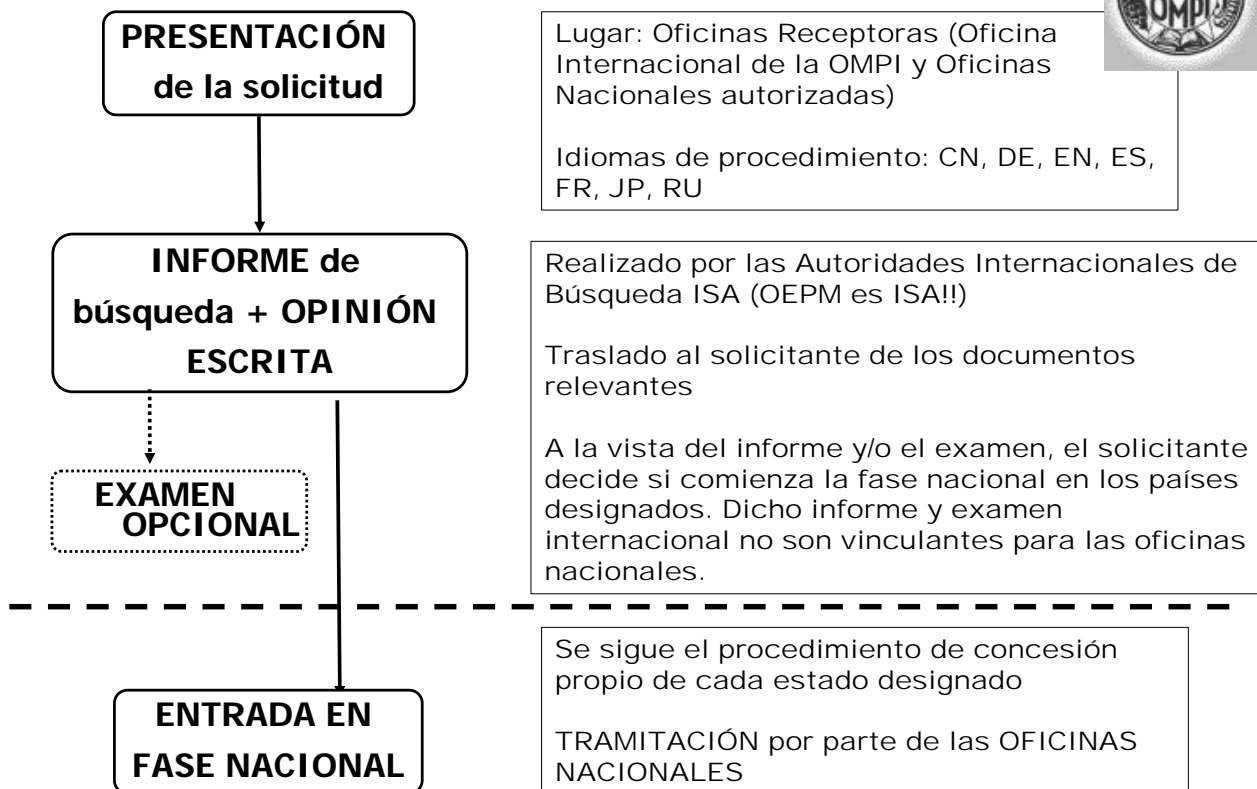 PRESENTACIÓN
de la solicitud
Lugar: Oficinas Receptoras (Oficina
Internacional de la OMPI y Oficinas
Nacionales autorizadas)
Idiomas de procedimiento: CN, DE, EN, ES,
FR, JP, RU
OMPI
INFORME de
búsqueda + OPINIÓN
ESCRITA
Realizado por las Autoridades Internacionales de
Búsqueda ISA (OEPM es ISA!!)
Traslado al solicitante de los documentos
relevantes
A la vista del informe y/o el examen, el solicitante
decide si comienza la fase nacional en los países
designados. Dicho informe y examen
internacional no son vinculantes para las oficinas
nacionales.
EXAMEN
OPCIONAL
ENTRADA EN
FASE NACIONAL
Se sigue el procedimiento de concesión
propio de cada estado designado
TRAMITACIÓN por parte de las OFICINAS
NACIONALES